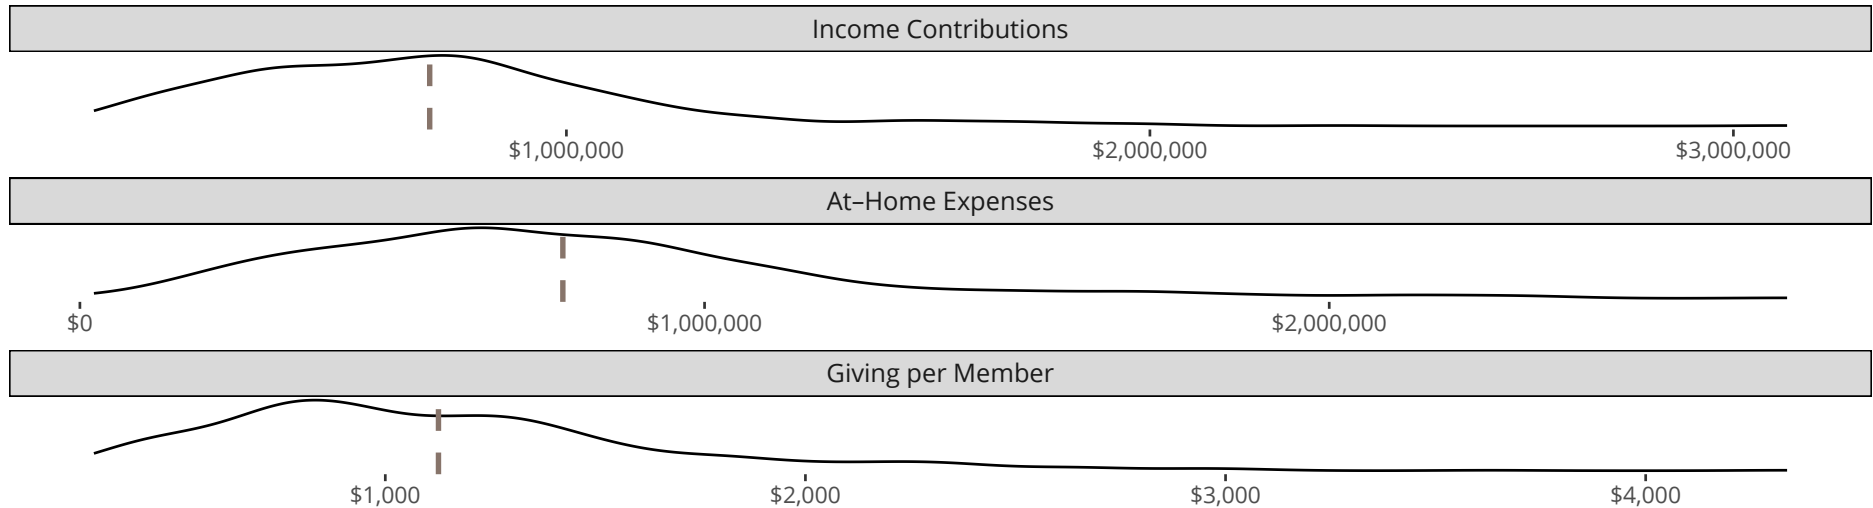 Income Contributions
$1,000,000 $2,000,000 $3,000,000
At–Home Expenses
$0 $1,000,000 $2,000,000
Giving per Member
$1,000 $2,000 $3,000 $4,000